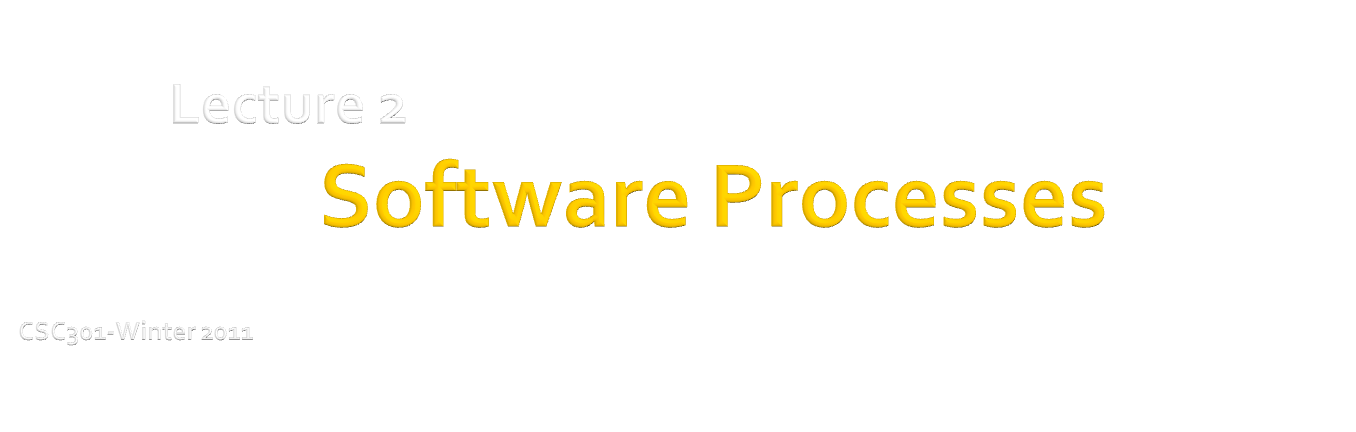 Lecture 2
Software Processes
CSC301-Winter 2011